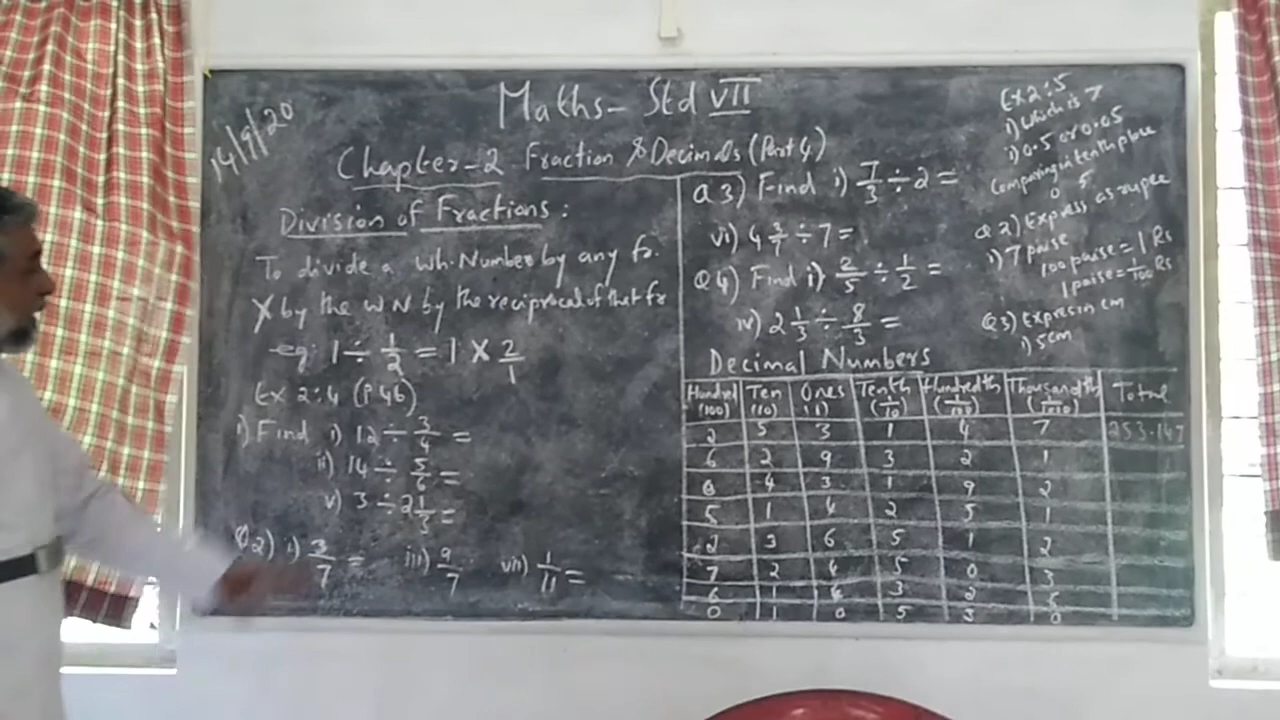 14/9/20
Maths - Std VII
Chapter-2 Fraction & Decimals (Part 4)
Division of Fractions:
To divide a Wh. Number by any fr.
X by the W N by the reciprocal of that fr
eg: 1 ÷ 1/2 = 1 X 2/1
Ex 2:4 (P 46)
1) Find i) 12 ÷ 3/4 =
ii) 14 ÷ 5/6 =
v) 3 ÷ 2 1/3 =
Q2) i) 3/7 = iii) 9/7 vii) 1/11 =
Q3) Find i) 7/3 ÷ 2 =
vi) 4 3/7 ÷ 7 =
Q4) Find i) 2/5 ÷ 1/2 =
iv) 2 1/3 ÷ 8/3 =
Ex 2:5
1) Which is >
i) 0.5 or 0.05
Comparing in tenth place
0 5
Q2) Express as rupee
i) 7 paise
100 paise = 1 Rs
1 paise = 1/100 Rs
Q3) Expres in cm
i) 5cm
Decimal Numbers
Hundred (100) Ten (10) Ones (1) Tenth (1/10) Hundredth (1/100) Thousandth (1/1000) Total
2 5 3 1 4 7 253.147
6 2 9 3 2 1
4 3 1 9 2
5 1 4 2 5 1
2 3 6 5 1 2
7 2 4 5 0 3
6 1 3 2 5
0 1 0 5 3 0